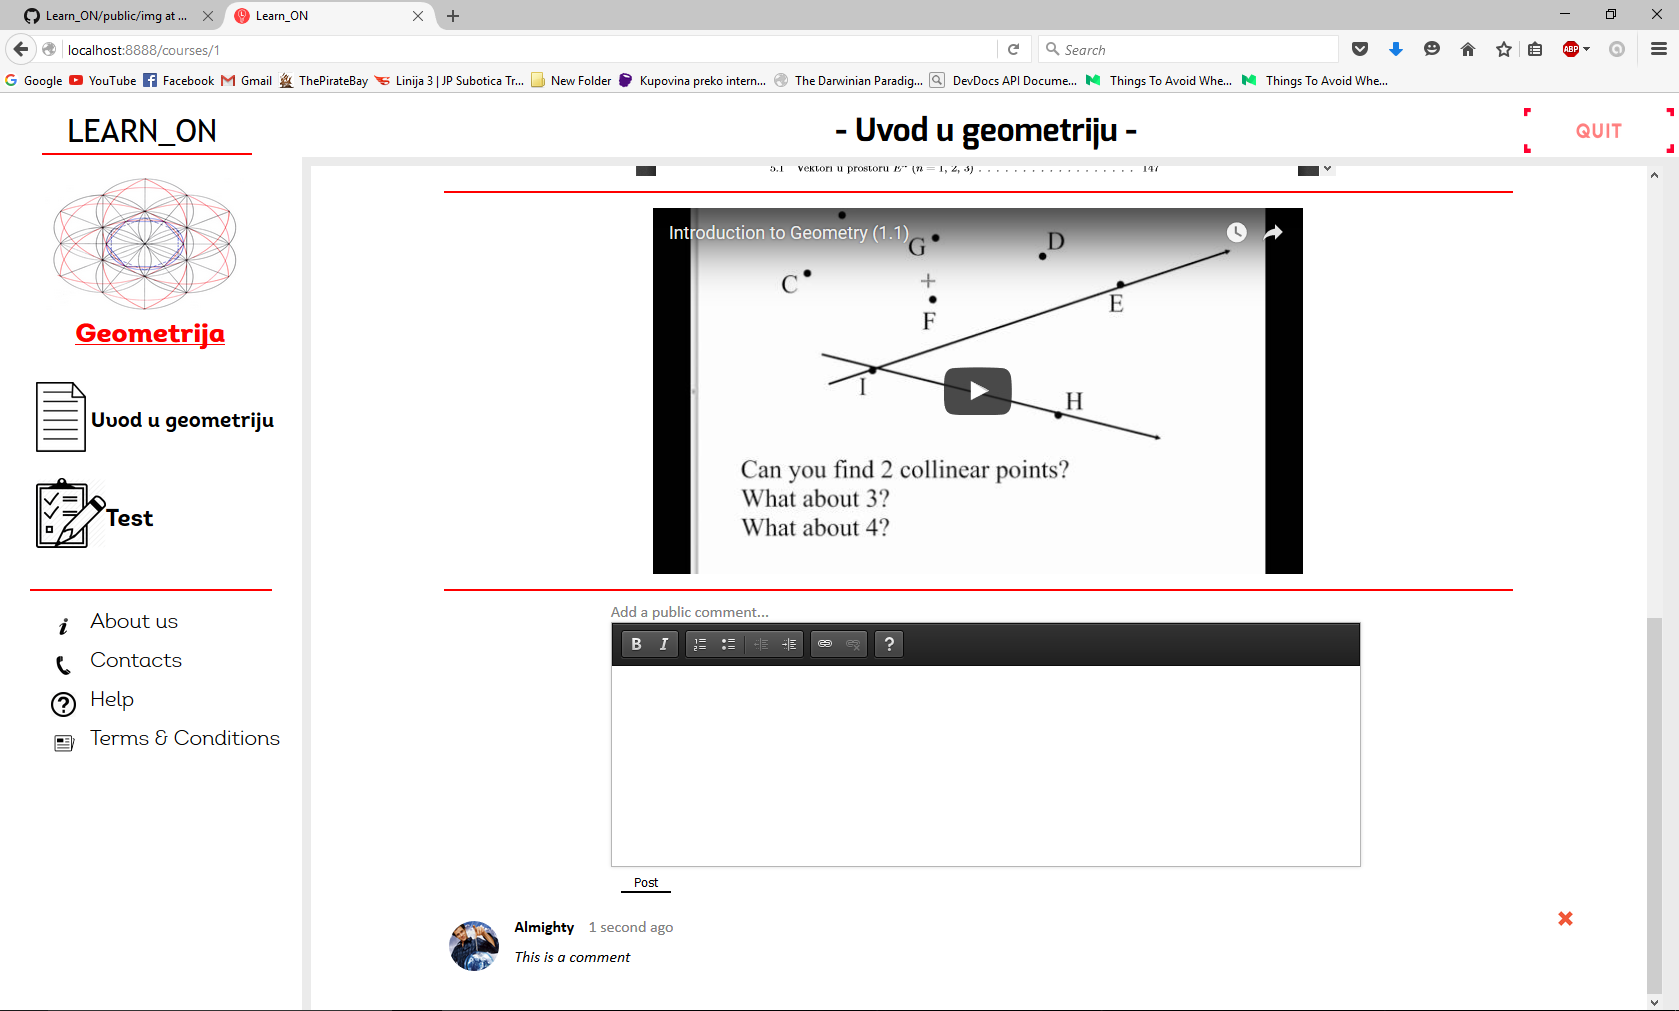 Learn_ON/public/img at ...
Learn_ON
localhost:8888/courses/1
Search
ABP
Google
YouTube
Facebook
Gmail
ThePirateBay
Linija 3 | JP Subotica Tr...
New Folder
Kupovina preko intern...
The Darwinian Paradig...
DevDocs API Docume...
Things To Avoid Whe...
Things To Avoid Whe...
LEARN_ON
- Uvod u geometriju -
QUIT
Geometrija
Uvod u geometriju
Test
About us
Contacts
Help
Terms & Conditions
5.1 Vektori u prostoru Eⁿ (n = 1, 2, 3) . . . . . . . . . . . . . . . . . . 147
Introduction to Geometry (1.1)
G
D
C
E
F
I
H
Can you find 2 collinear points?
What about 3?
What about 4?
Add a public comment...
B I ?
Post
Almighty 1 second ago
This is a comment